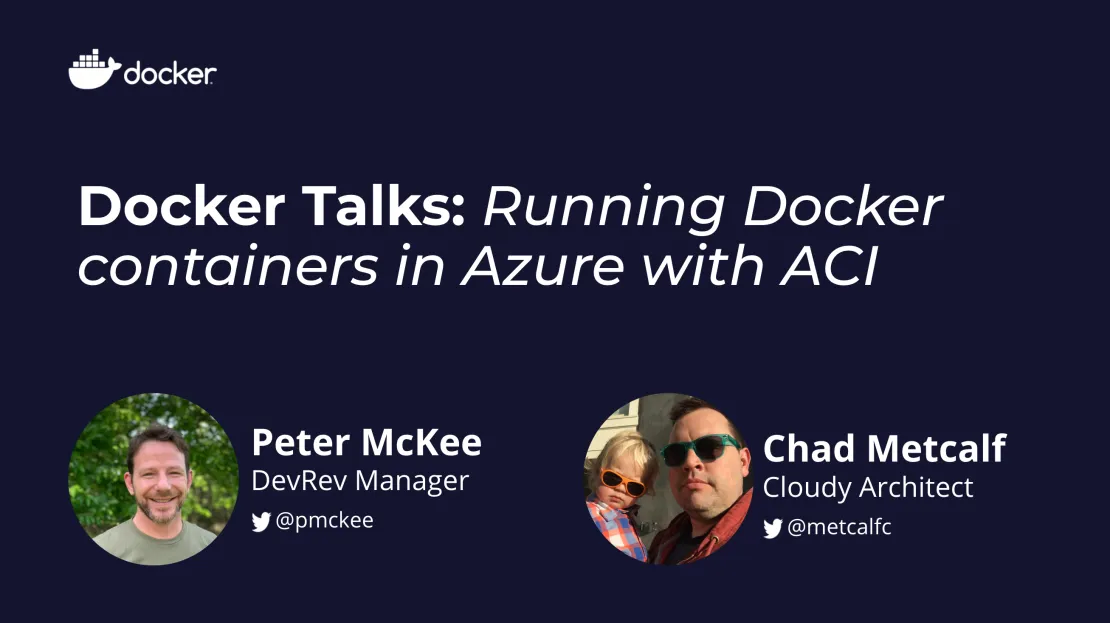 docker
Docker Talks: Running Docker
containers in Azure with ACI
Peter McKee
DevRev Manager
@pmckee
Chad Metcalf
Cloudy Architect
@metcalfc